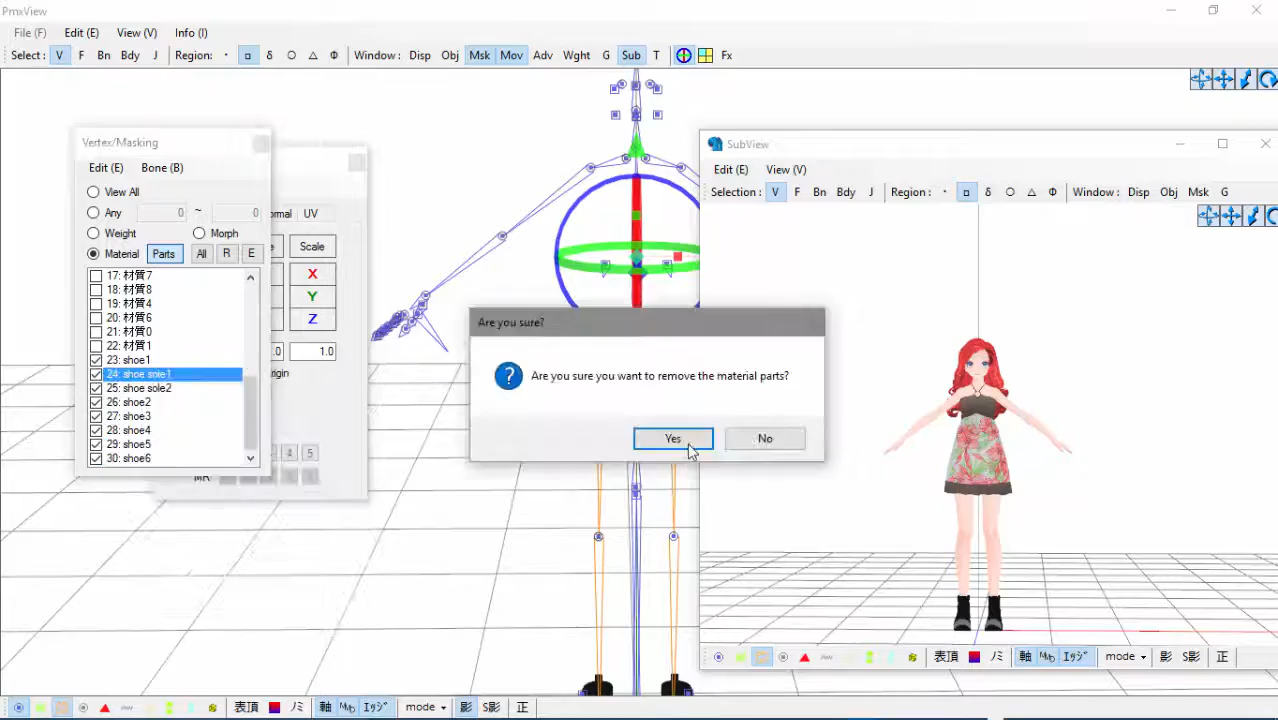 PmxView
File (F) Edit (E) View (V) Info (I)
Select : V F Bn Bdy J Region: · □ δ ○ △ Φ Window : Disp Obj Msk Mov Adv Wght G Sub T Fx
Vertex/Masking
Edit (E) Bone (B)
View All
Any 0 ~ 0
Weight Morph
Material Parts All R E
17: 材質7
18: 材質8
19: 材質4
20: 材質6
21: 材質0
22: 材質1
23: shoe1
24: shoe sole1
25: shoe sole2
26: shoe2
27: shoe3
28: shoe4
29: shoe5
30: shoe6
UV
Scale
X
Y
Z
1.0
4 5
Are you sure?
Are you sure you want to remove the material parts?
Yes No
SubView
Edit (E) View (V)
Selection : V F Bn Bdy J Region: · □ δ ○ △ Φ Window : Disp Obj Msk G
表頂 ノミ 軸 エッジ mode 影 S影 正
表頂 ノミ 軸 エッジ mode 影 S影 正